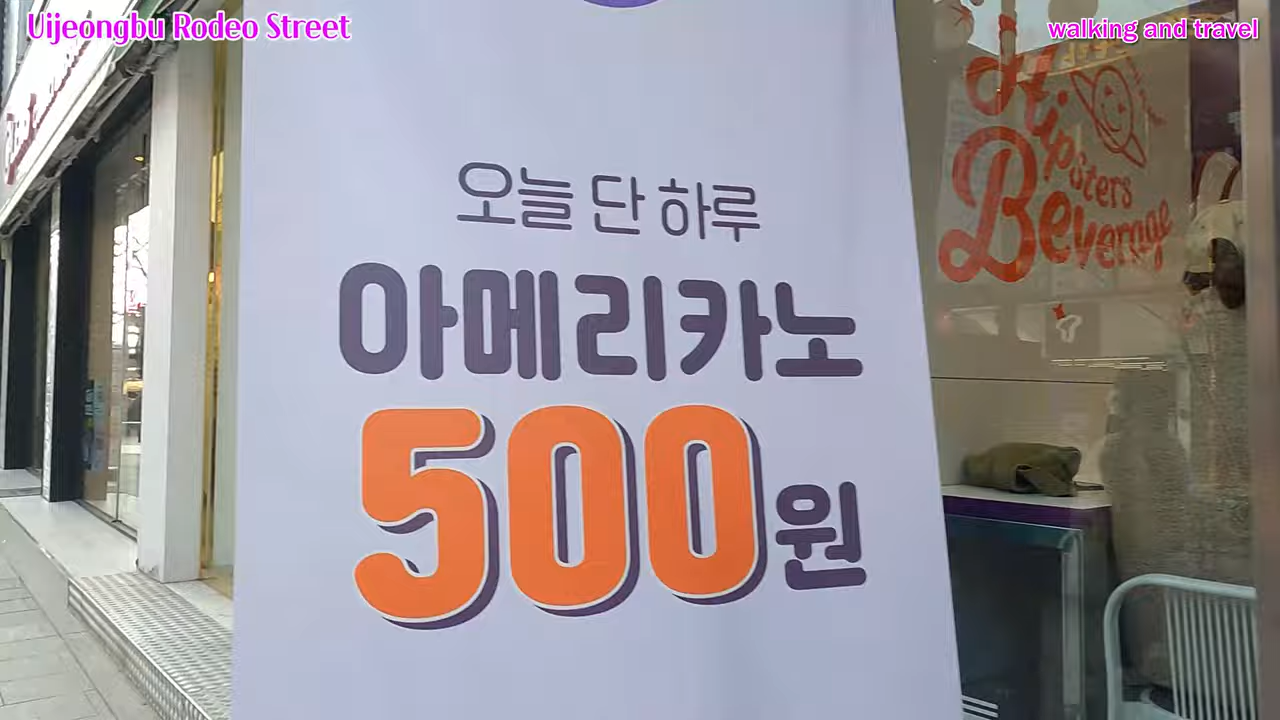 Uijeongbu Rodeo Street
walking and travel
오늘 단 하루
아메리카노
500원
Hipsters
Beverage